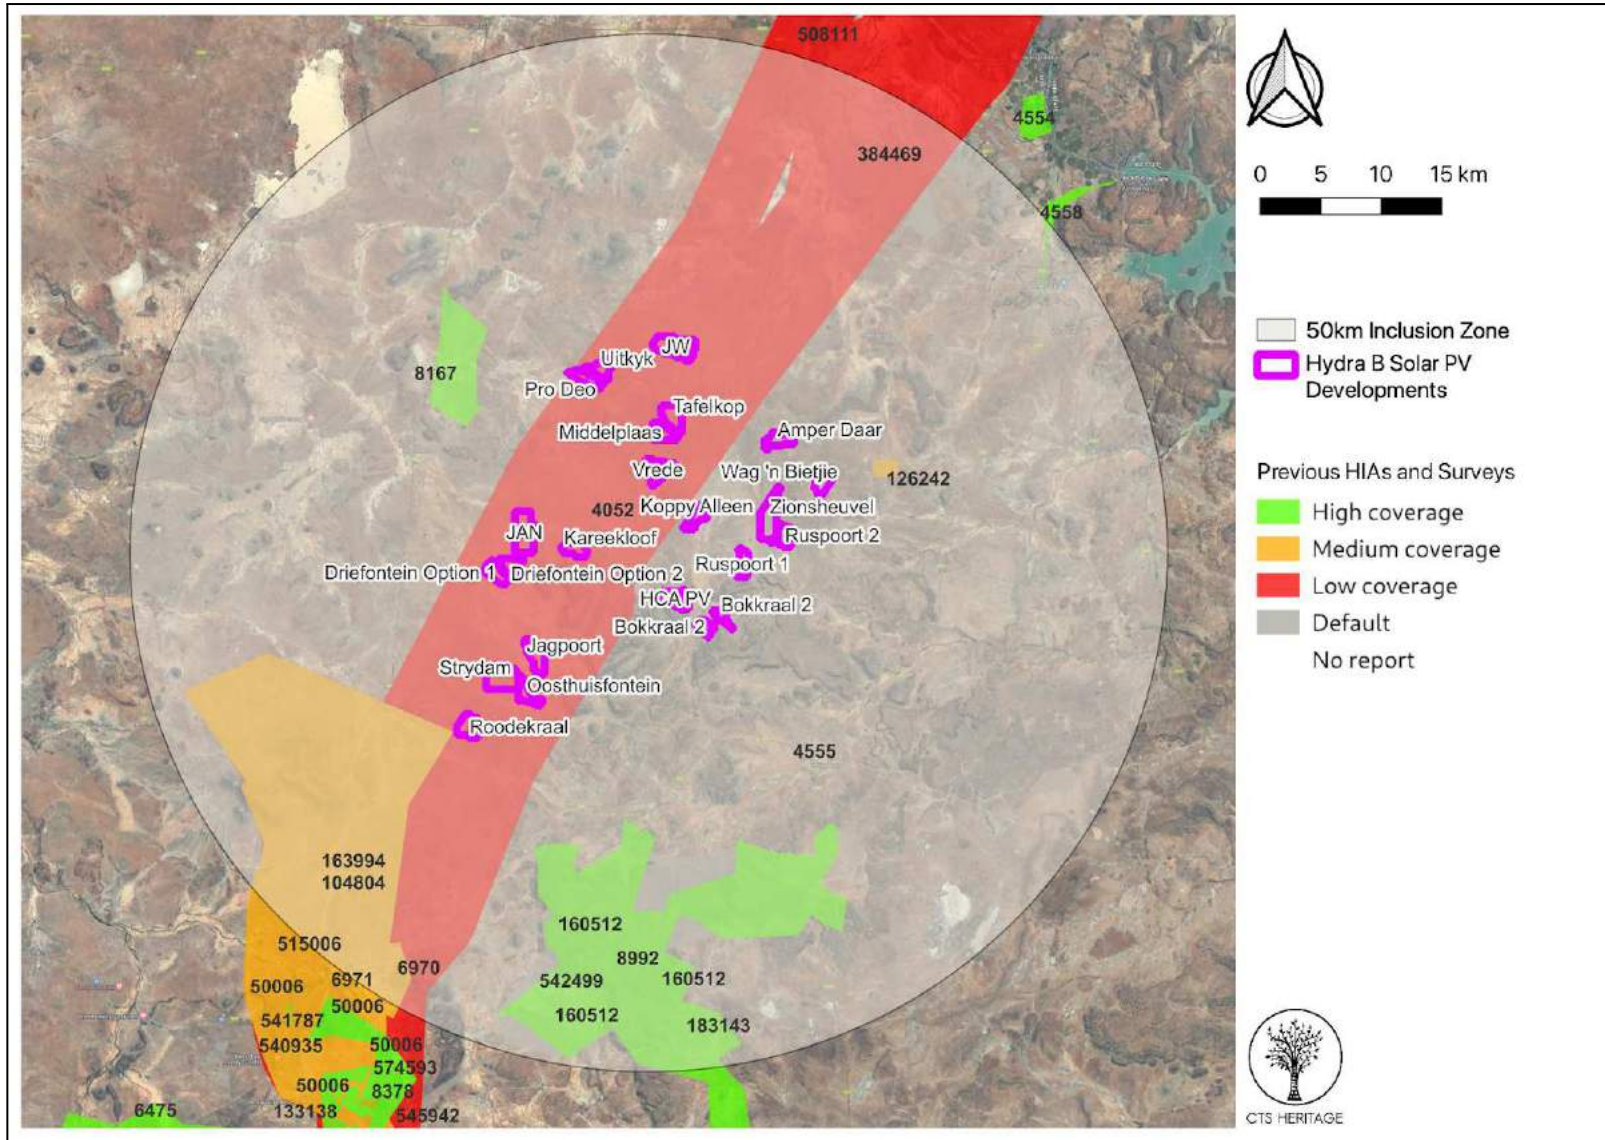 508111
4554
384469
4558
0 5 10 15 km
50km Inclusion Zone
Hydra B Solar PV
Developments
Previous HIAs and Surveys
High coverage
Medium coverage
Low coverage
Default
No report
JW
Uitkyk
8167
Pro Deo
Tafelkop
Middelplaas
Amper Daar
Vrede
Wag 'n Bietjie
126242
4052
Koppy Alleen
Zionsheuvel
JAN
Kareekloof
Ruspoort 2
Ruspoort 1
Driefontein Option 1
Driefontein Option 2
HCA PV
Bokkraal 2
Bokkraal 2
Jagpoort
Strydam
Oosthuisfontein
Roodekraal
4555
163994
104804
160512
515006
8992
6970
6971
542499
160512
50006
50006
160512
541787
183143
540935
50006
574593
50006
8378
6475
133138
545942
CTS HERITAGE